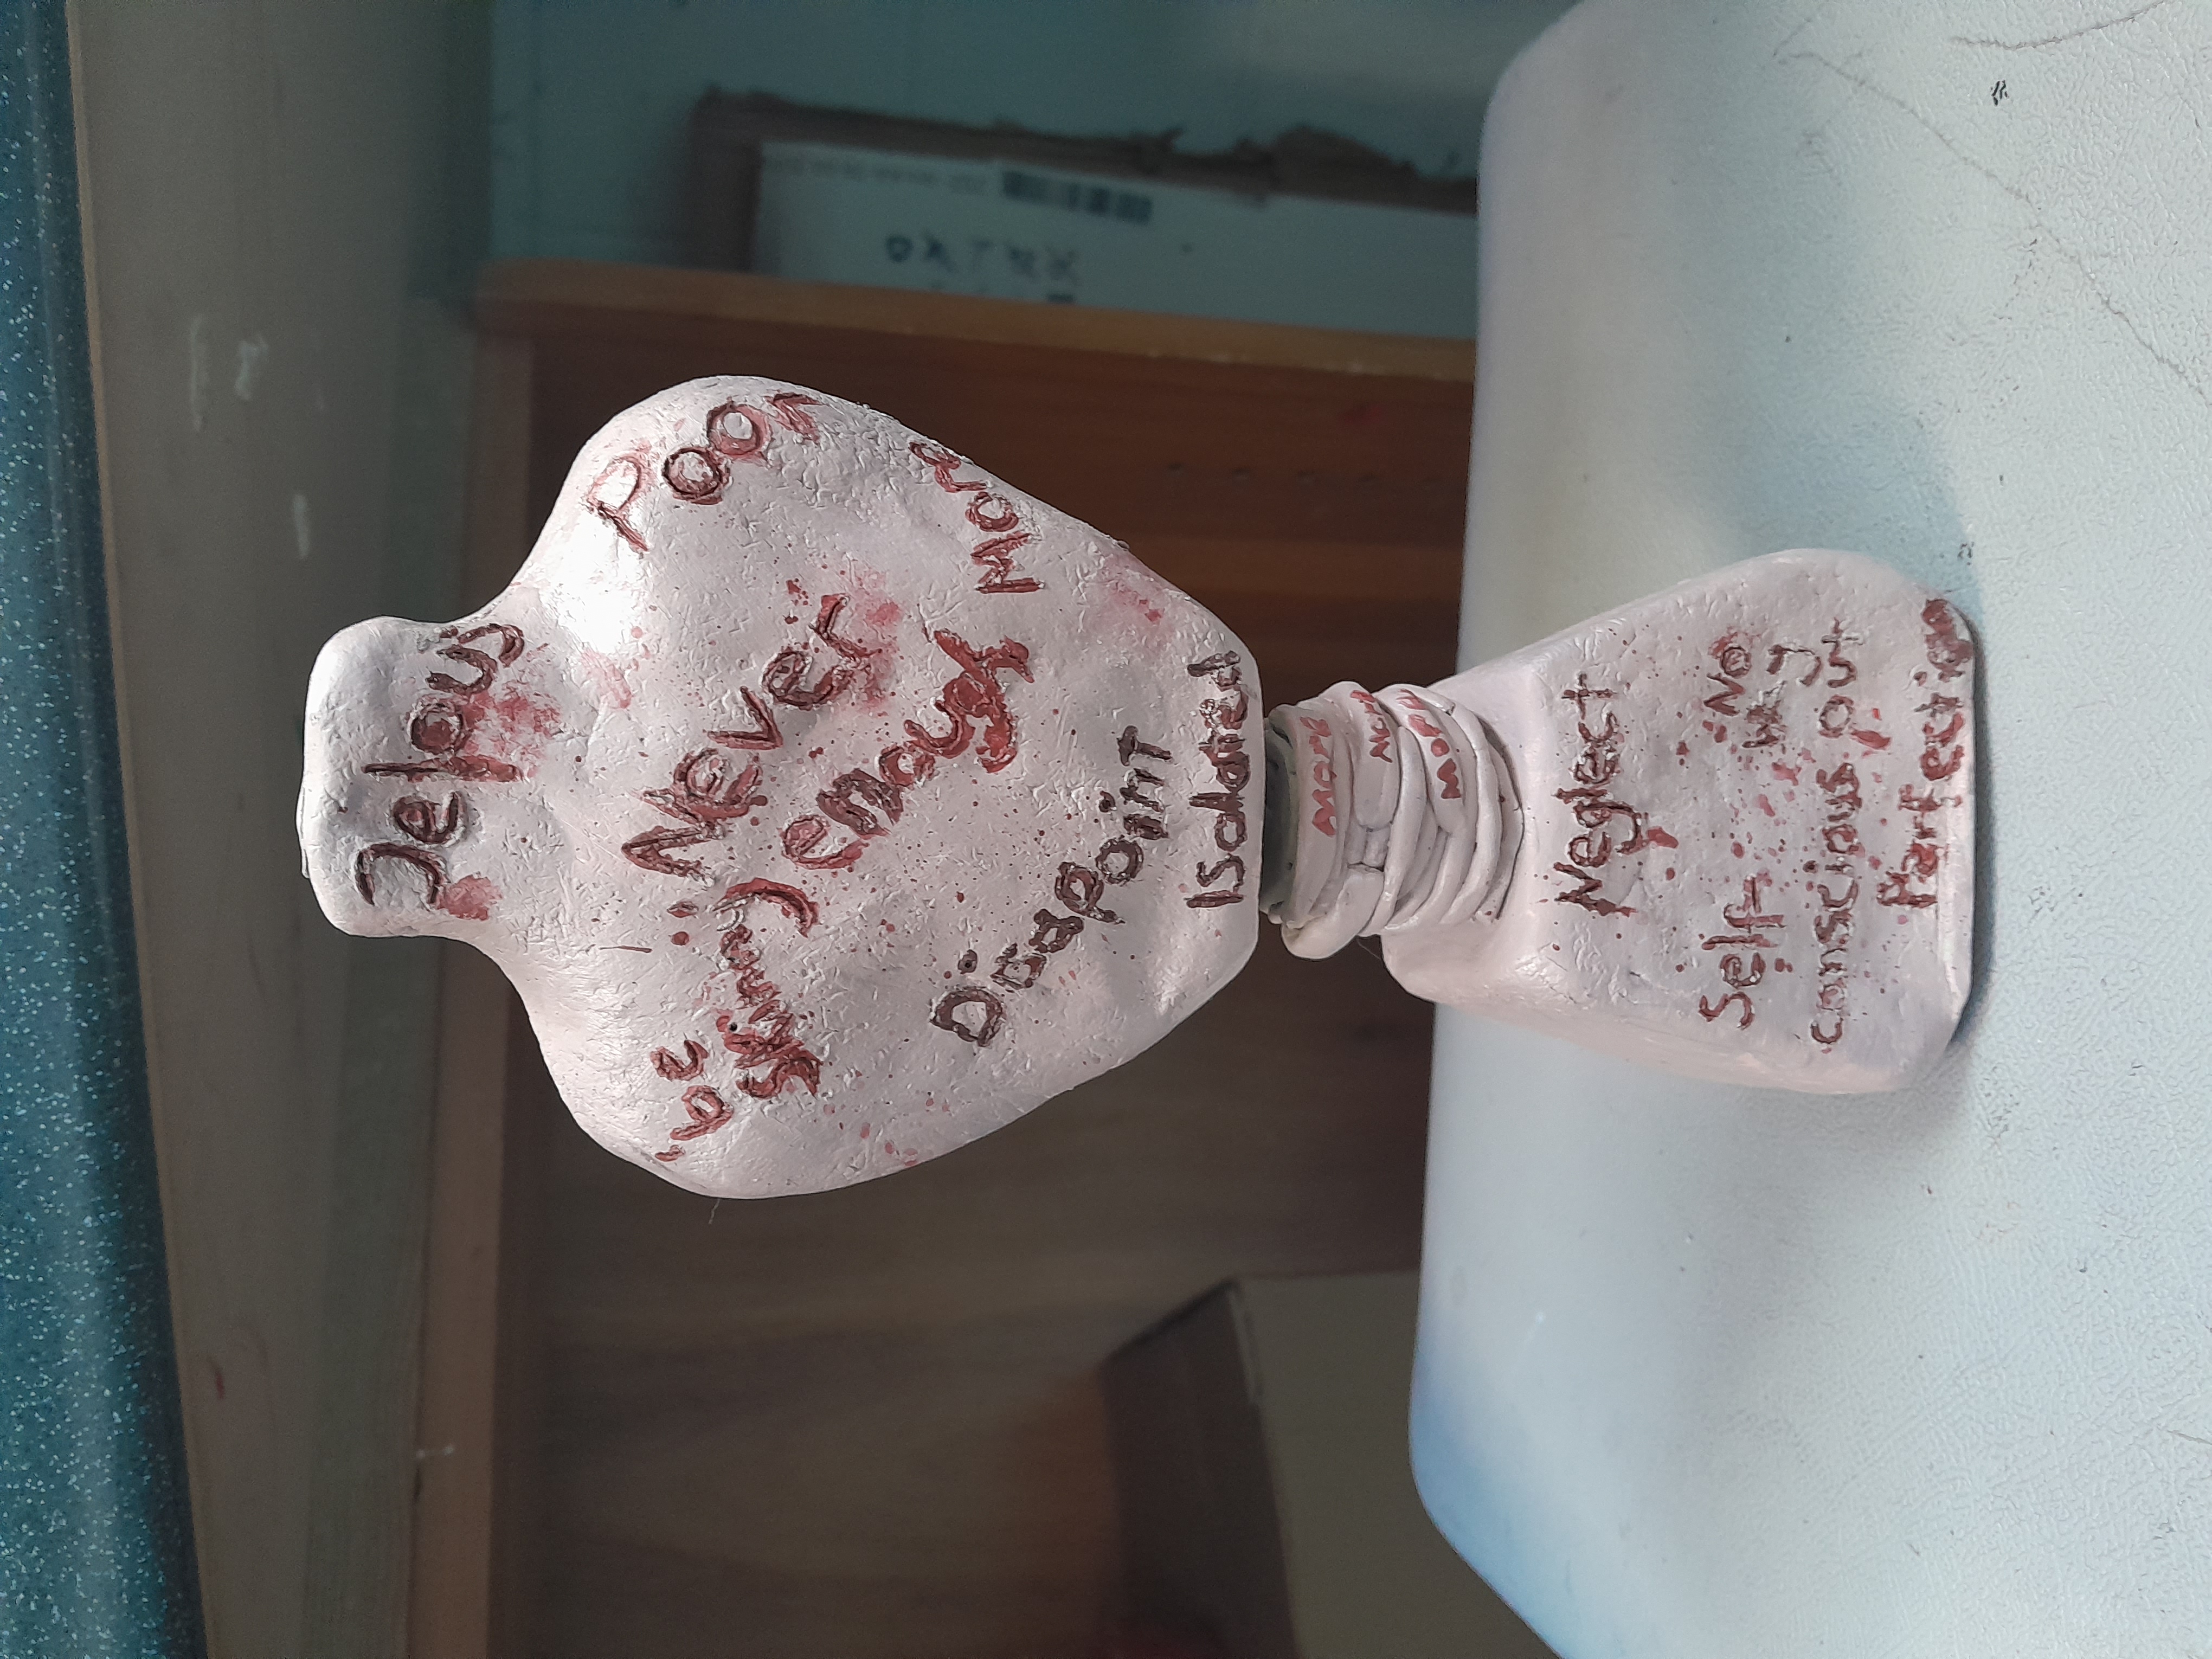 Jelous
'be
skinny
Never
enough
Poor
Disapoint
More
Isolated
More
More
More
Neglect
Self-
conscious
No
way
out
Perfection